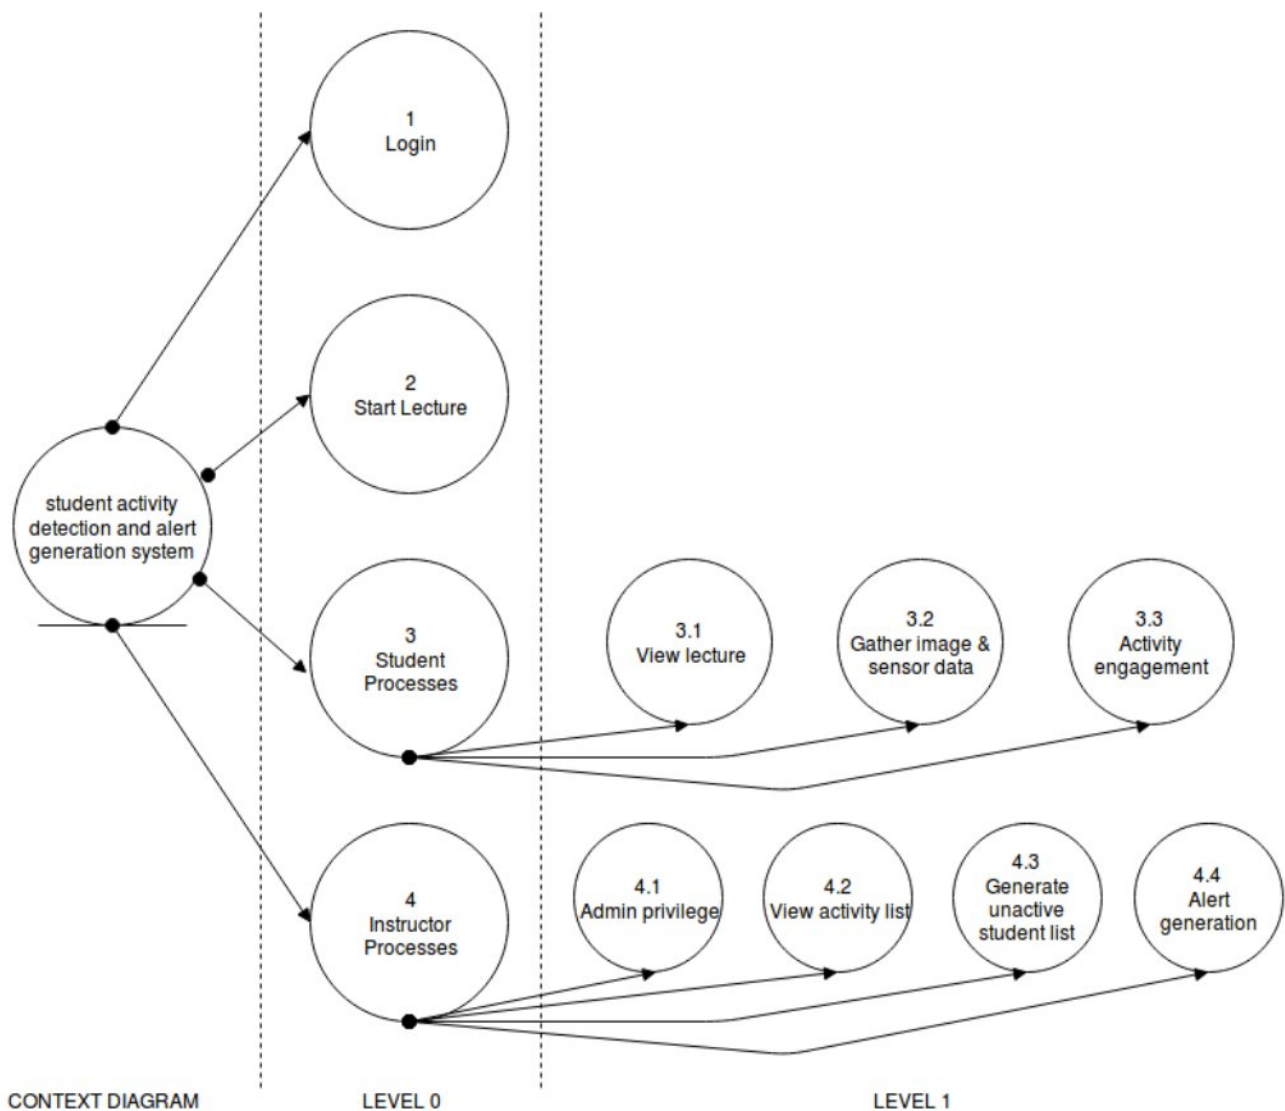 1
Login
2
Start Lecture
student activity
detection and alert
generation system
3
Student
Processes
3.1
View lecture
3.2
Gather image &
sensor data
3.3
Activity
engagement
4
Instructor
Processes
4.1
Admin privilege
4.2
View activity list
4.3
Generate
unactive
student list
4.4
Alert
generation
CONTEXT DIAGRAM
LEVEL 0
LEVEL 1